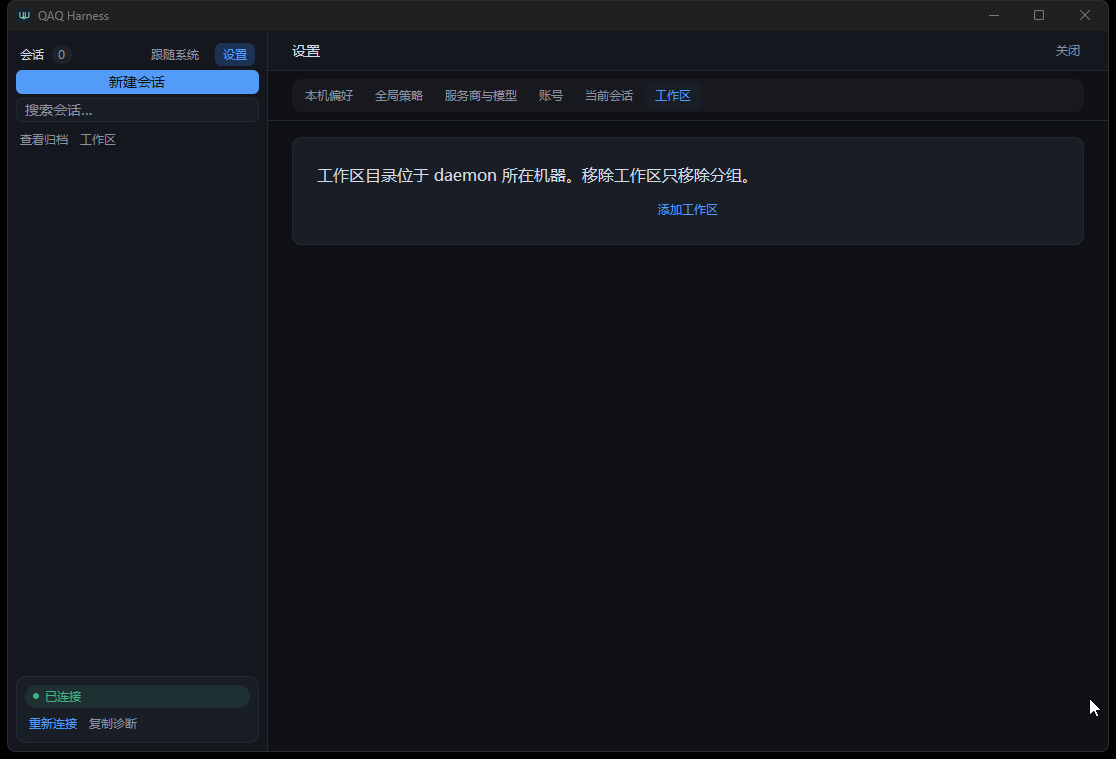 QAQ Harness
会话 0 跟随系统 设置
新建会话
搜索会话...
查看归档 工作区
已连接
重新连接 复制诊断
设置 关闭
本机偏好 全局策略 服务商与模型 账号 当前会话 工作区
工作区目录位于 daemon 所在机器。移除工作区只移除分组。
添加工作区